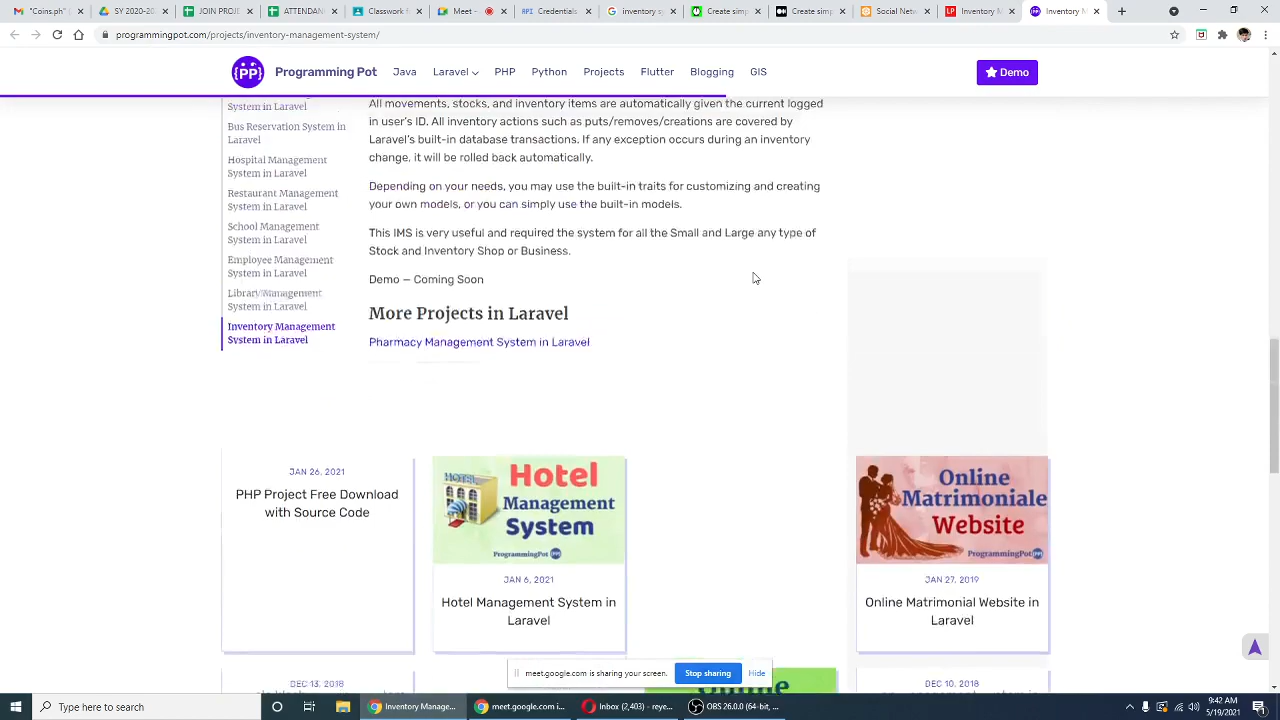 "Coins.p
SY 2020-2
JOIN PROJE
ATTENDAN
Classwork f
M
Credentials
inventory s
Create simp
Create sim
Social Netw
Website M
Inventory M
programmingpot.com/projects/inventory-management-system/
{PP}
Programming Pot
Java
Laravel
PHP
Python
Projects
Flutter
Blogging
GIS
Demo
System in Laravel
Bus Reservation System in
Laravel
Hospital Management
System in Laravel
Restaurant Management
System in Laravel
School Management
System in Laravel
Employee Management
System in Laravel
Library Management
System in Laravel
Inventory Management
System in Laravel
All movements, stocks, and inventory items are automatically given the current logged
in user's ID. All inventory actions such as puts/removes/creations are covered by
Laravel's built-in database transactions. If any exception occurs during an inventory
change, it will be rolled back automatically.
Depending on your needs, you may use the built-in traits for customizing and creating
your own models, or you can simply use the built-in models.
This IMS is very useful and required the system for all the Small and Large any type of
Stock and Inventory Shop or Business.
Demo – Coming Soon
More Projects in Laravel
Pharmacy Management System in Laravel
JAN 26, 2021
PHP Project Free Download
with Source Code
HOTEL
Hotel
Management
System
ProgrammingPot {PP}
JAN 6, 2021
Hotel Management System in
Laravel
Online
Matrimoniale
Website
ProgrammingPot {PP}
JAN 27, 2019
Online Matrimonial Website in
Laravel
DEC 13, 2018
Online
DEC 10, 2018
meet.google.com is sharing your screen.
Stop sharing
Hide
Type here to search
Inventory Manage...
meet.google.com i...
Inbox (2,403) - reye...
OBS 26.0.0 (64-bit, ...
9:42 AM
5/19/2021